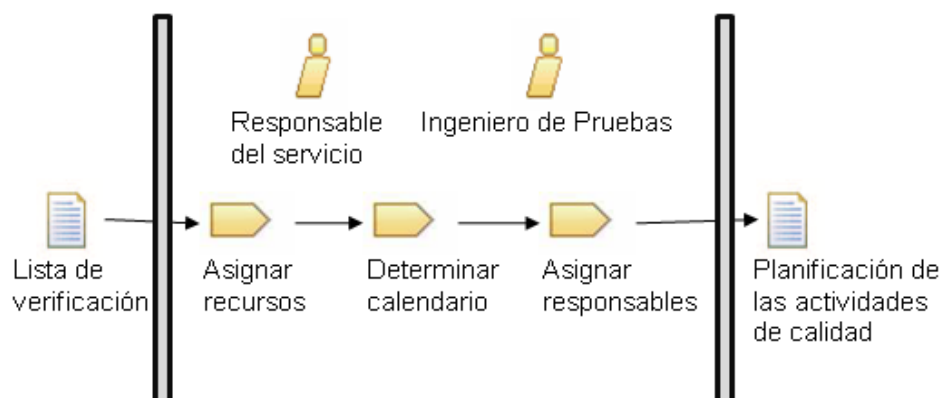 Responsable
del servicio
Ingeniero de Pruebas
Lista de
verificación
Asignar
recursos
Determinar
calendario
Asignar
responsables
Planificación de
las actividades
de calidad